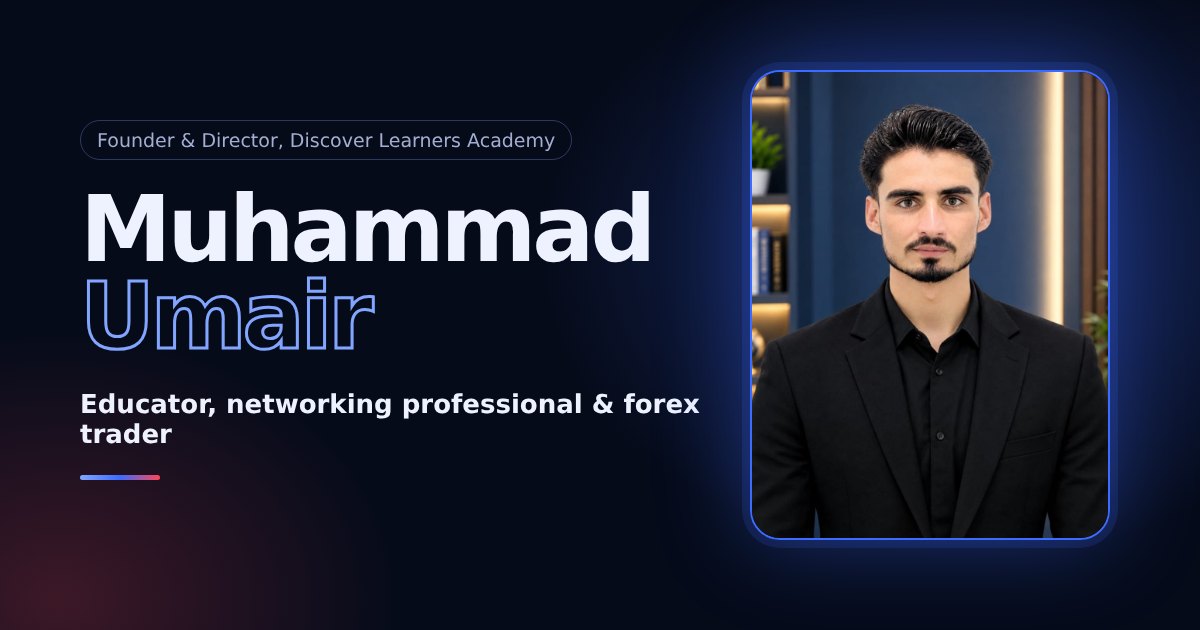 Founder & Director, Discover Learners Academy
Muhammad
Umair
Educator, networking professional & forex
trader